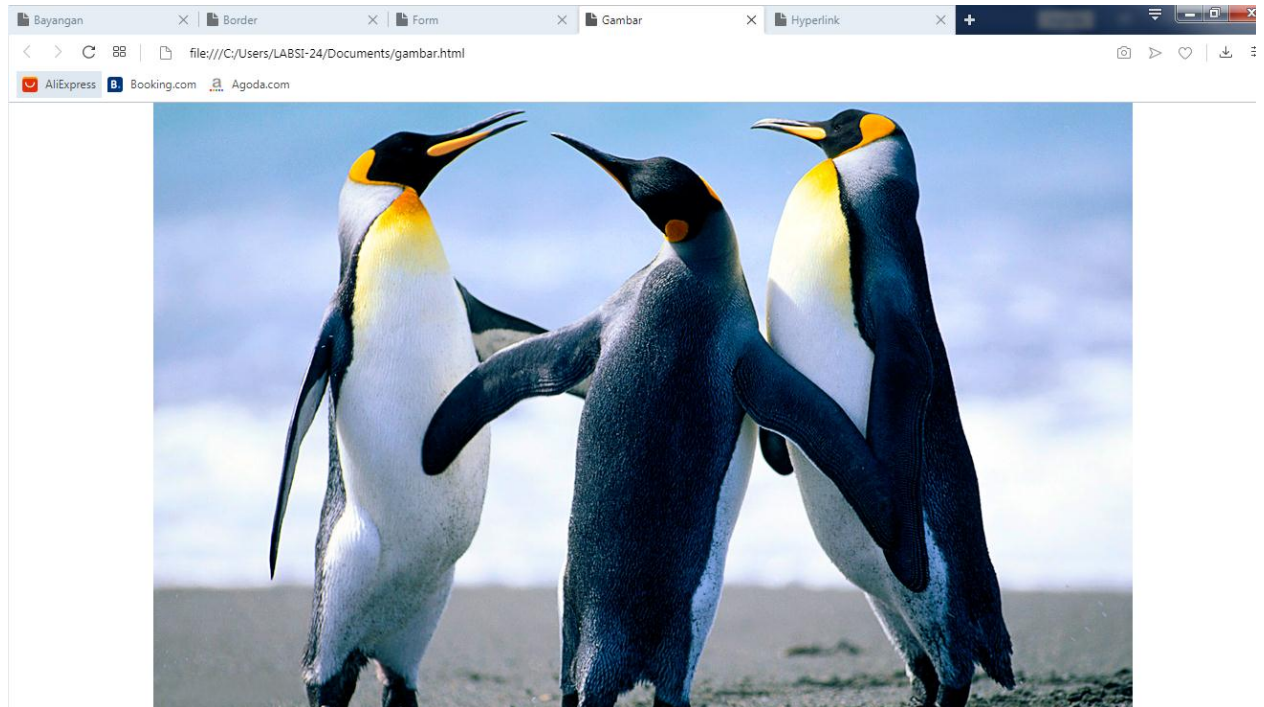 Bayangan Border Form Gambar Hyperlink
file:///C:/Users/LABSI-24/Documents/gambar.html
AliExpress B. Booking.com a Agoda.com